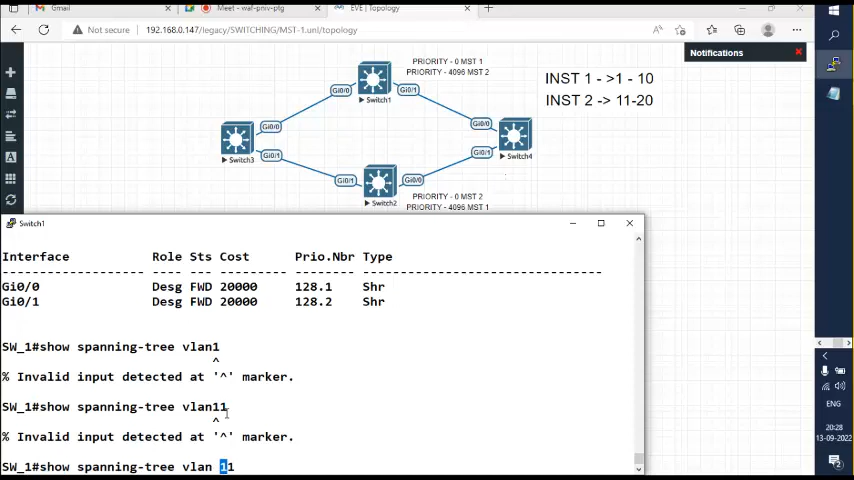 Gmail
Meet - waf-pniv-ptg
EVE | Topology
Not secure
192.168.0.147/legacy/SWITCHING/MST-1.unl/topology
Notifications
PRIORITY - 0 MST 1
PRIORITY - 4096 MST 2
INST 1 - >1 - 10
INST 2 -> 11-20
Gi0/0
Gi0/1
Switch1
Gi0/0
Gi0/0
Switch3
Switch4
Gi0/1
Gi0/1
Gi0/1
Gi0/0
Switch2
PRIORITY - 0 MST 2
PRIORITY - 4096 MST 1
Switch1
Interface Role Sts Cost Prio.Nbr Type
Gi0/0 Desg FWD 20000 128.1 Shr
Gi0/1 Desg FWD 20000 128.2 Shr
SW_1#show spanning-tree vlan1
^
% Invalid input detected at '^' marker.
SW_1#show spanning-tree vlan11
^
% Invalid input detected at '^' marker.
SW_1#show spanning-tree vlan 11
ENG
20:28
13-09-2022
2